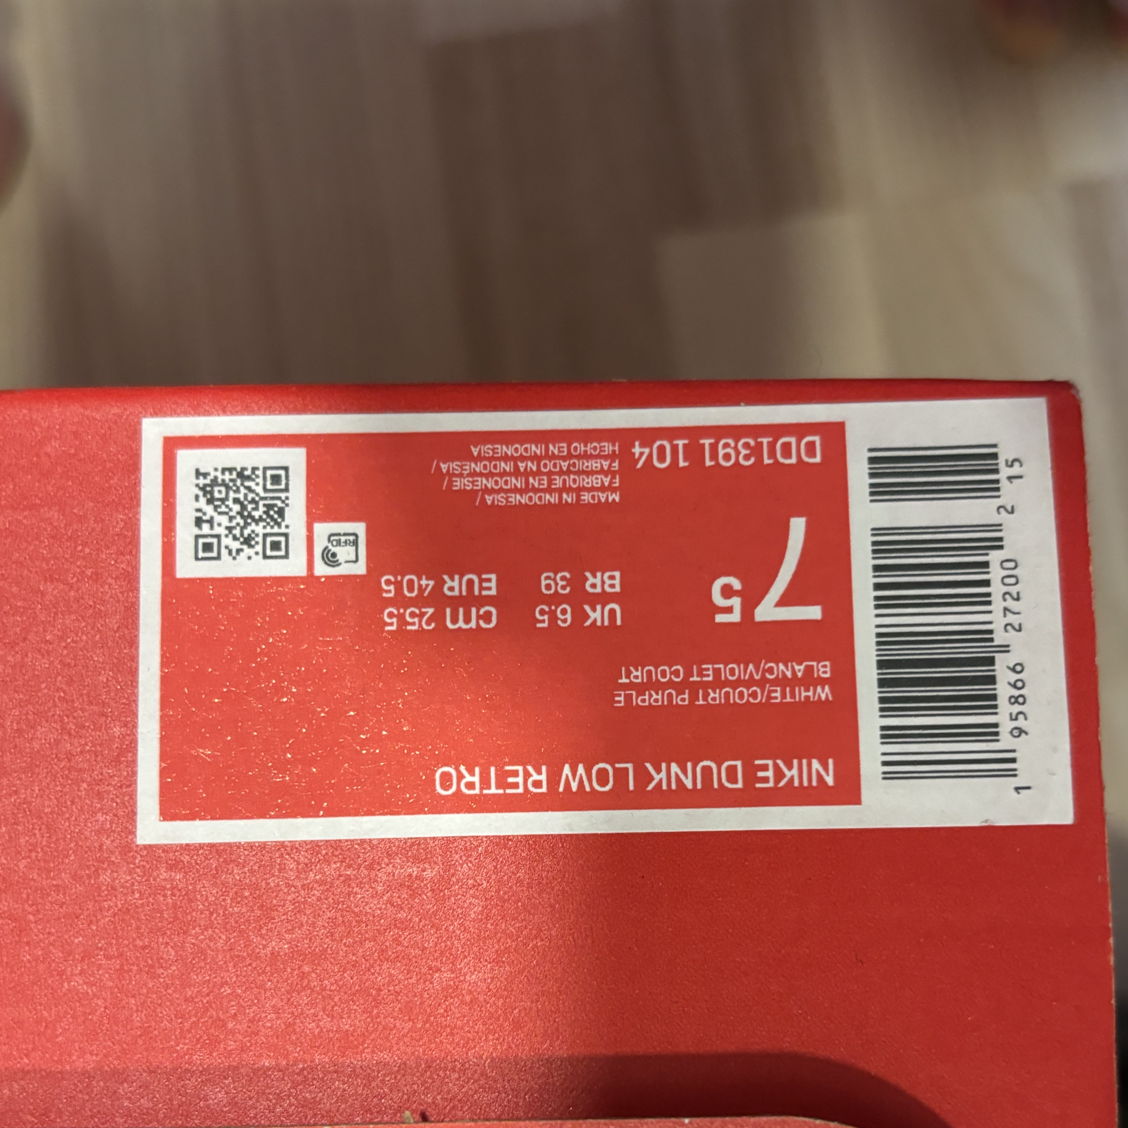 NIKE DUNK LOW RETRO
WHITE/COURT PURPLE
BLANC/VIOLET COURT
7 5
UK 6.5 cm 25.5
BR 39 EUR 40.5
DD1391 104
MADE IN INDONESIA /
FABRIQUE EN INDONESIE /
FABRICADO NA INDONÉSIA /
HECHO EN INDONESIA
RFID
1 95866 27200 2 15